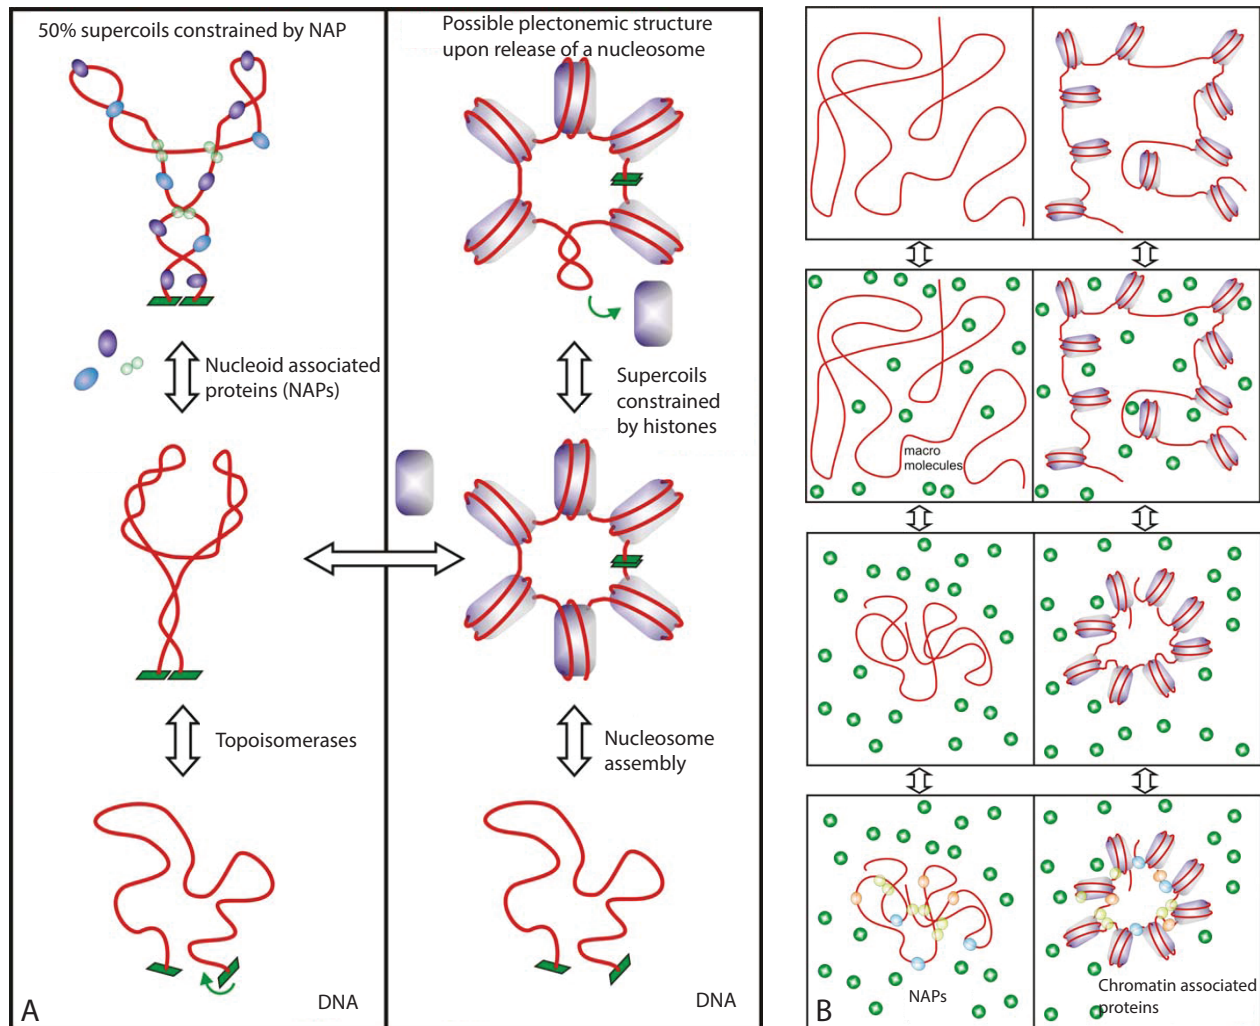 50% supercoils constrained by NAP
Possible plectonemic structure
upon release of a nucleosome
Nucleoid associated
proteins (NAPs)
Supercoils
constrained
by histones
Topoisomerases
Nucleosome
assembly
A
DNA
DNA
macro
molecules
B
NAPs
Chromatin associated
proteins